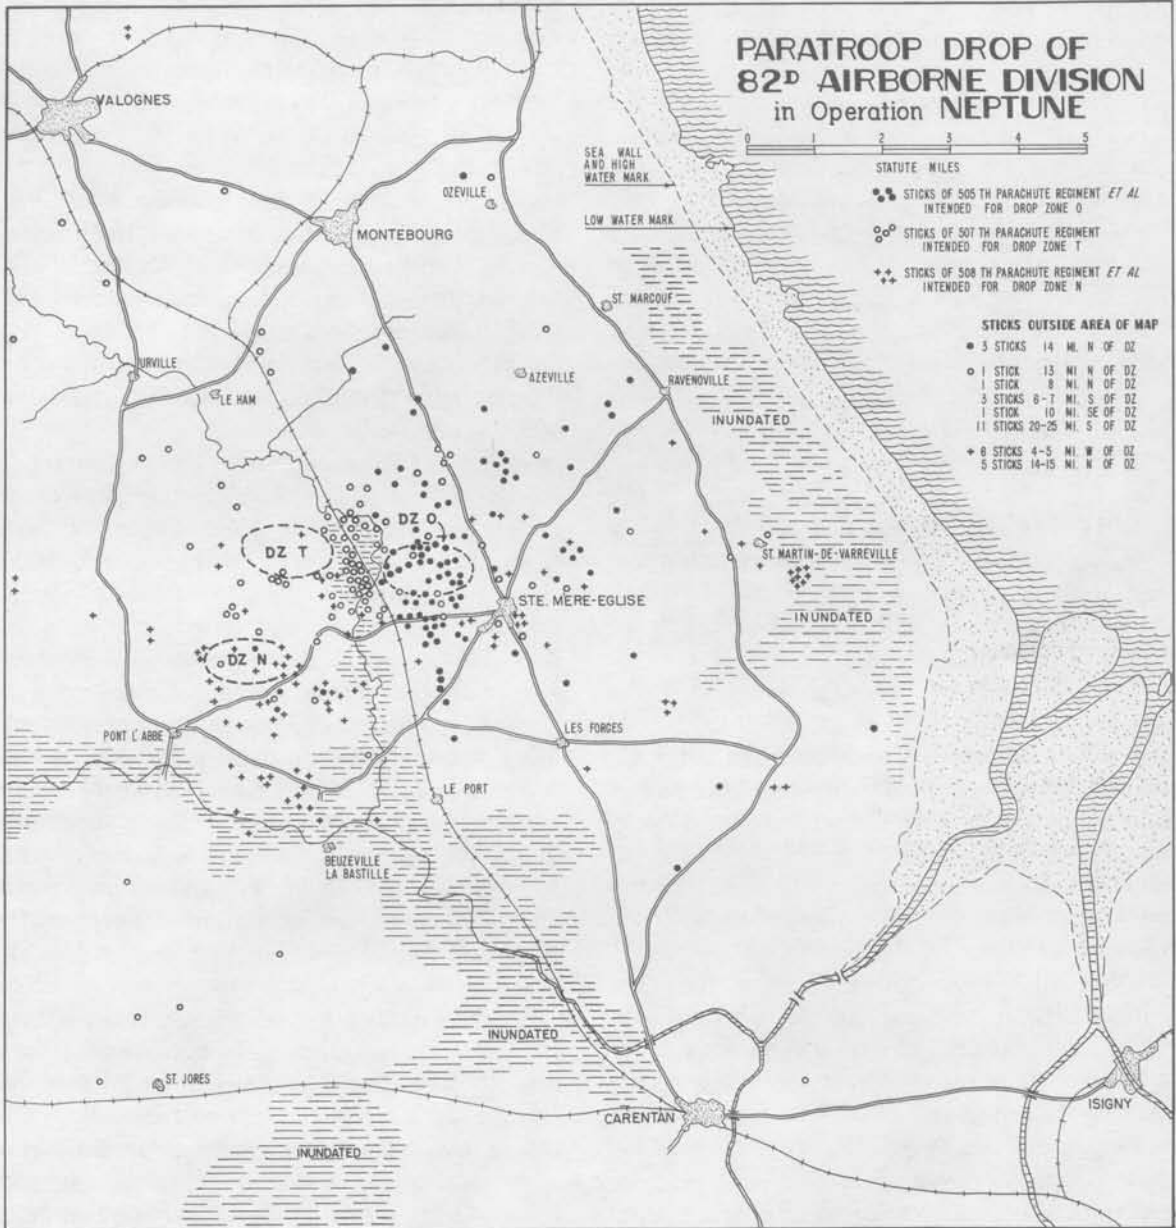 PARATROOP DROP OF
82D AIRBORNE DIVISION
in Operation NEPTUNE
0 1 2 3 4 5
STATUTE MILES
STICKS OF 505 TH PARACHUTE REGIMENT ET AL
INTENDED FOR DROP ZONE O
STICKS OF 507 TH PARACHUTE REGIMENT
INTENDED FOR DROP ZONE T
STICKS OF 508 TH PARACHUTE REGIMENT ET AL
INTENDED FOR DROP ZONE N
STICKS OUTSIDE AREA OF MAP
3 STICKS 14 MI. N OF DZ
1 STICK 13 MI N OF DZ
1 STICK 8 MI. N OF DZ
3 STICKS 6-7 MI. S OF DZ
1 STICK 10 MI. SE OF DZ
11 STICKS 20-25 MI. S OF DZ
6 STICKS 4-5 MI. W OF DZ
5 STICKS 14-15 MI. N OF DZ
SEA WALL
AND HIGH
WATER MARK
LOW WATER MARK
VALOGNES
OZEVILLE
MONTEBOURG
ST. MARCOUF
URVILLE
LE HAM
AZEVILLE
RAVENOVILLE
INUNDATED
DZ O
DZ T
ST. MARTIN-DE-VARREVILLE
STE. MERE-EGLISE
INUNDATED
DZ N
PONT L'ABBE
LES FORGES
LE PORT
BEUZEVILLE
LA BASTILLE
INUNDATED
ST. JORES
CARENTAN
ISIGNY
INUNDATED